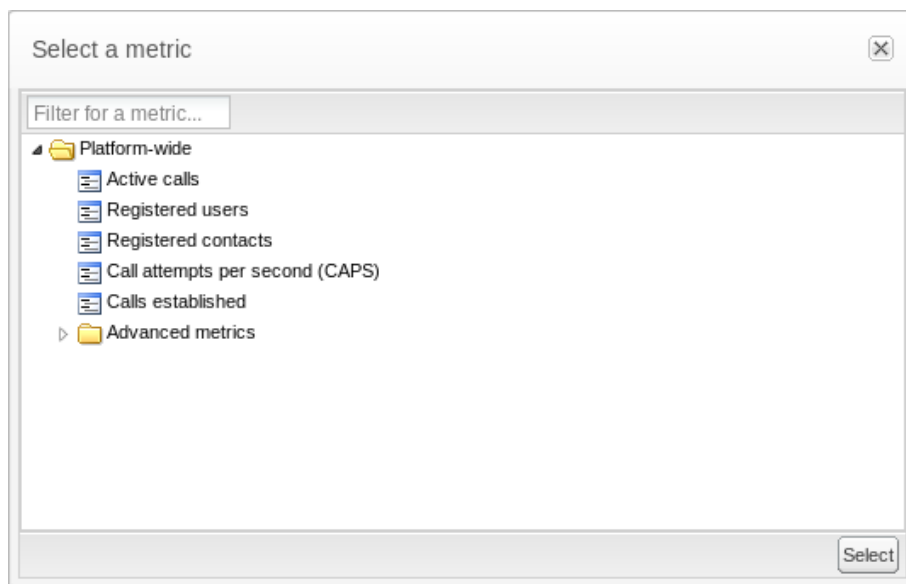 Select a metric
Filter for a metric...
Platform-wide
Active calls
Registered users
Registered contacts
Call attempts per second (CAPS)
Calls established
Advanced metrics
Select